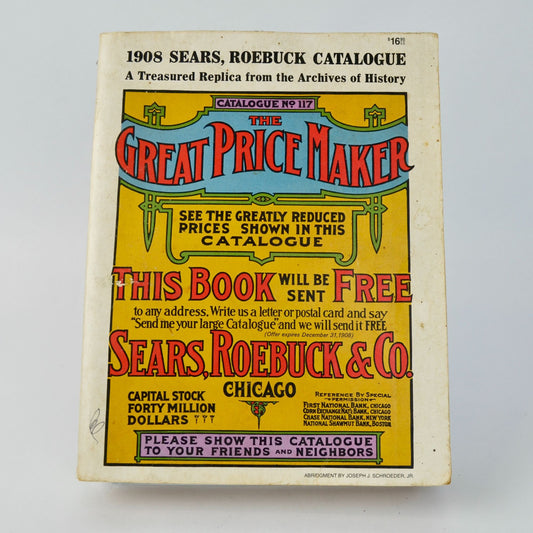 $16.95
1908 SEARS, ROEBUCK CATALOGUE
A Treasured Replica from the Archives of History
CATALOGUE No 117
THE
GREAT PRICE MAKER
SEE THE GREATLY REDUCED
PRICES SHOWN IN THIS
CATALOGUE
THIS BOOK WILL BE SENT FREE
to any address. Write us a letter or postal card and say
"Send me your large Catalogue" and we will send it FREE
(Offer expires December 31, 1908)
SEARS, ROEBUCK & CO.
CHICAGO
CAPITAL STOCK
FORTY MILLION
DOLLARS
REFERENCE BY SPECIAL
PERMISSION
FIRST NATIONAL BANK, CHICAGO
CORN EXCHANGE NAT'L BANK, CHICAGO
CHASE NATIONAL BANK, NEW YORK
NATIONAL SHAWMUT BANK, BOSTON
PLEASE SHOW THIS CATALOGUE
TO YOUR FRIENDS AND NEIGHBORS
ABRIDGMENT BY JOSEPH J. SCHROEDER, JR.